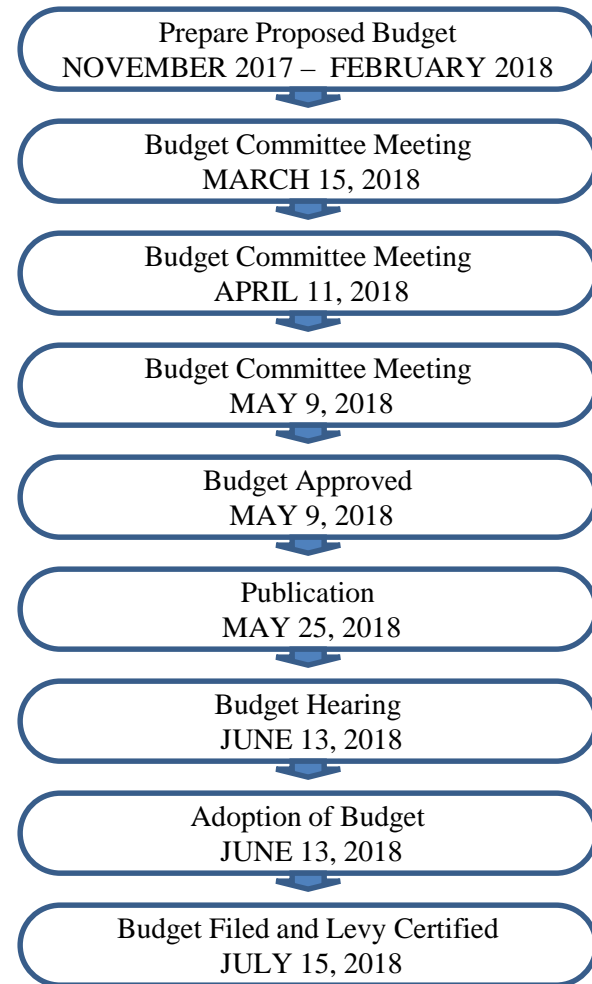 Prepare Proposed Budget
NOVEMBER 2017 – FEBRUARY 2018
Budget Committee Meeting
MARCH 15, 2018
Budget Committee Meeting
APRIL 11, 2018
Budget Committee Meeting
MAY 9, 2018
Budget Approved
MAY 9, 2018
Publication
MAY 25, 2018
Budget Hearing
JUNE 13, 2018
Adoption of Budget
JUNE 13, 2018
Budget Filed and Levy Certified
JULY 15, 2018